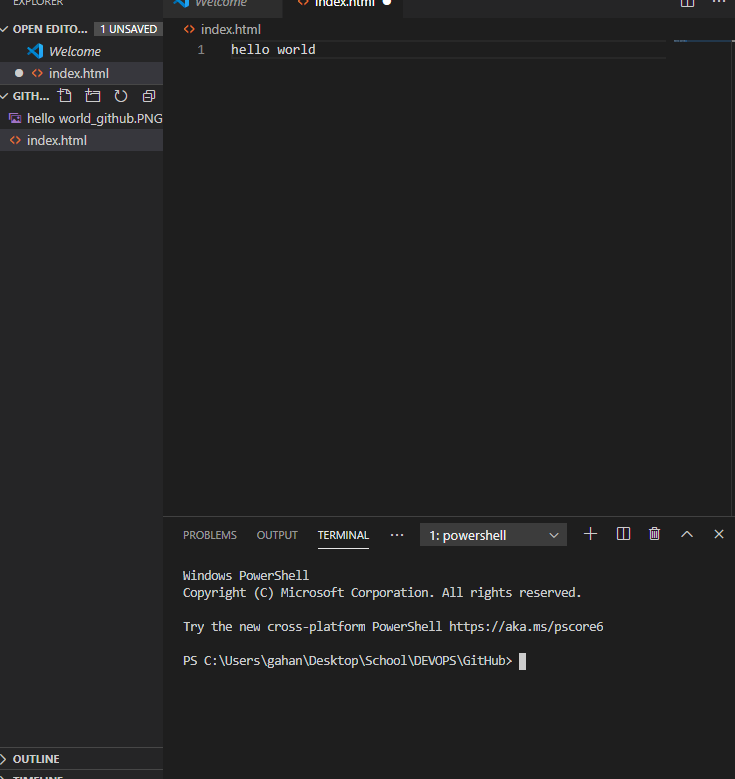 EXPLORER
OPEN EDITO... 1 UNSAVED
Welcome
index.html
GITH...
hello world_github.PNG
index.html
OUTLINE
TIMELINE
Welcome
index.html
index.html
1 hello world
PROBLEMS OUTPUT TERMINAL ··· 1: powershell
Windows PowerShell
Copyright (C) Microsoft Corporation. All rights reserved.
Try the new cross-platform PowerShell https://aka.ms/pscore6
PS C:\Users\gahan\Desktop\School\DEVOPS\GitHub>